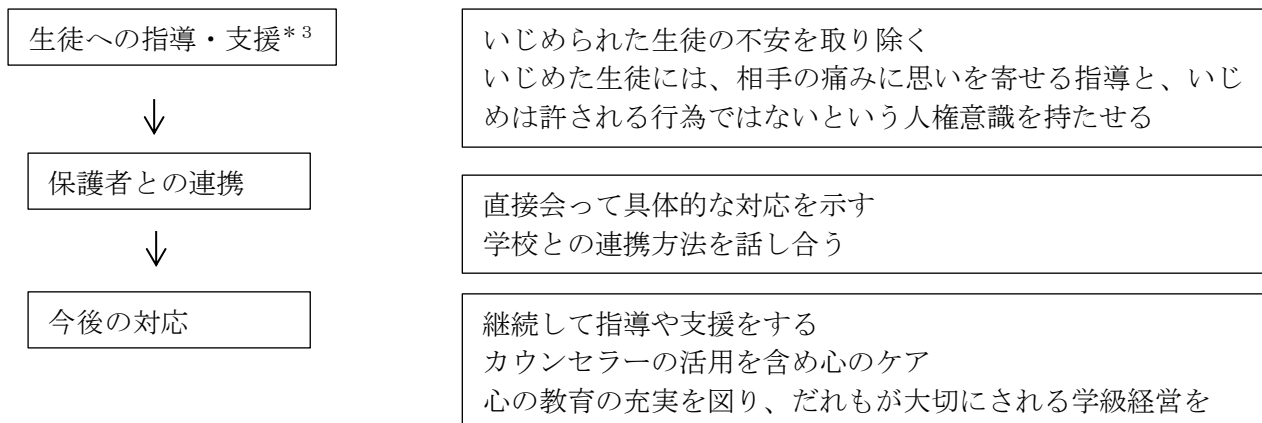 生徒への指導・支援*3
いじめられた生徒の不安を取り除く
いじめた生徒には、相手の痛みに思いを寄せる指導と、いじ
めは許される行為ではないという人権意識を持たせる
保護者との連携
直接会って具体的な対応を示す
学校との連携方法を話し合う
今後の対応
継続して指導や支援をする
カウンセラーの活用を含め心のケア
心の教育の充実を図り、だれもが大切にされる学級経営を